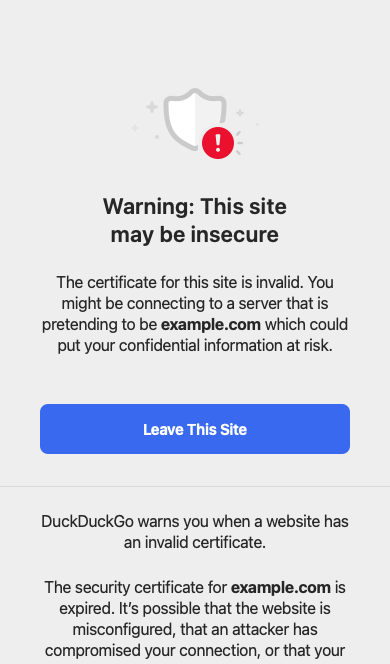 Warning: This site
may be insecure
The certificate for this site is invalid. You
might be connecting to a server that is
pretending to be example.com which could
put your confidential information at risk.
Leave This Site
DuckDuckGo warns you when a website has
an invalid certificate.
The security certificate for example.com is
expired. It’s possible that the website is
misconfigured, that an attacker has
compromised your connection, or that your